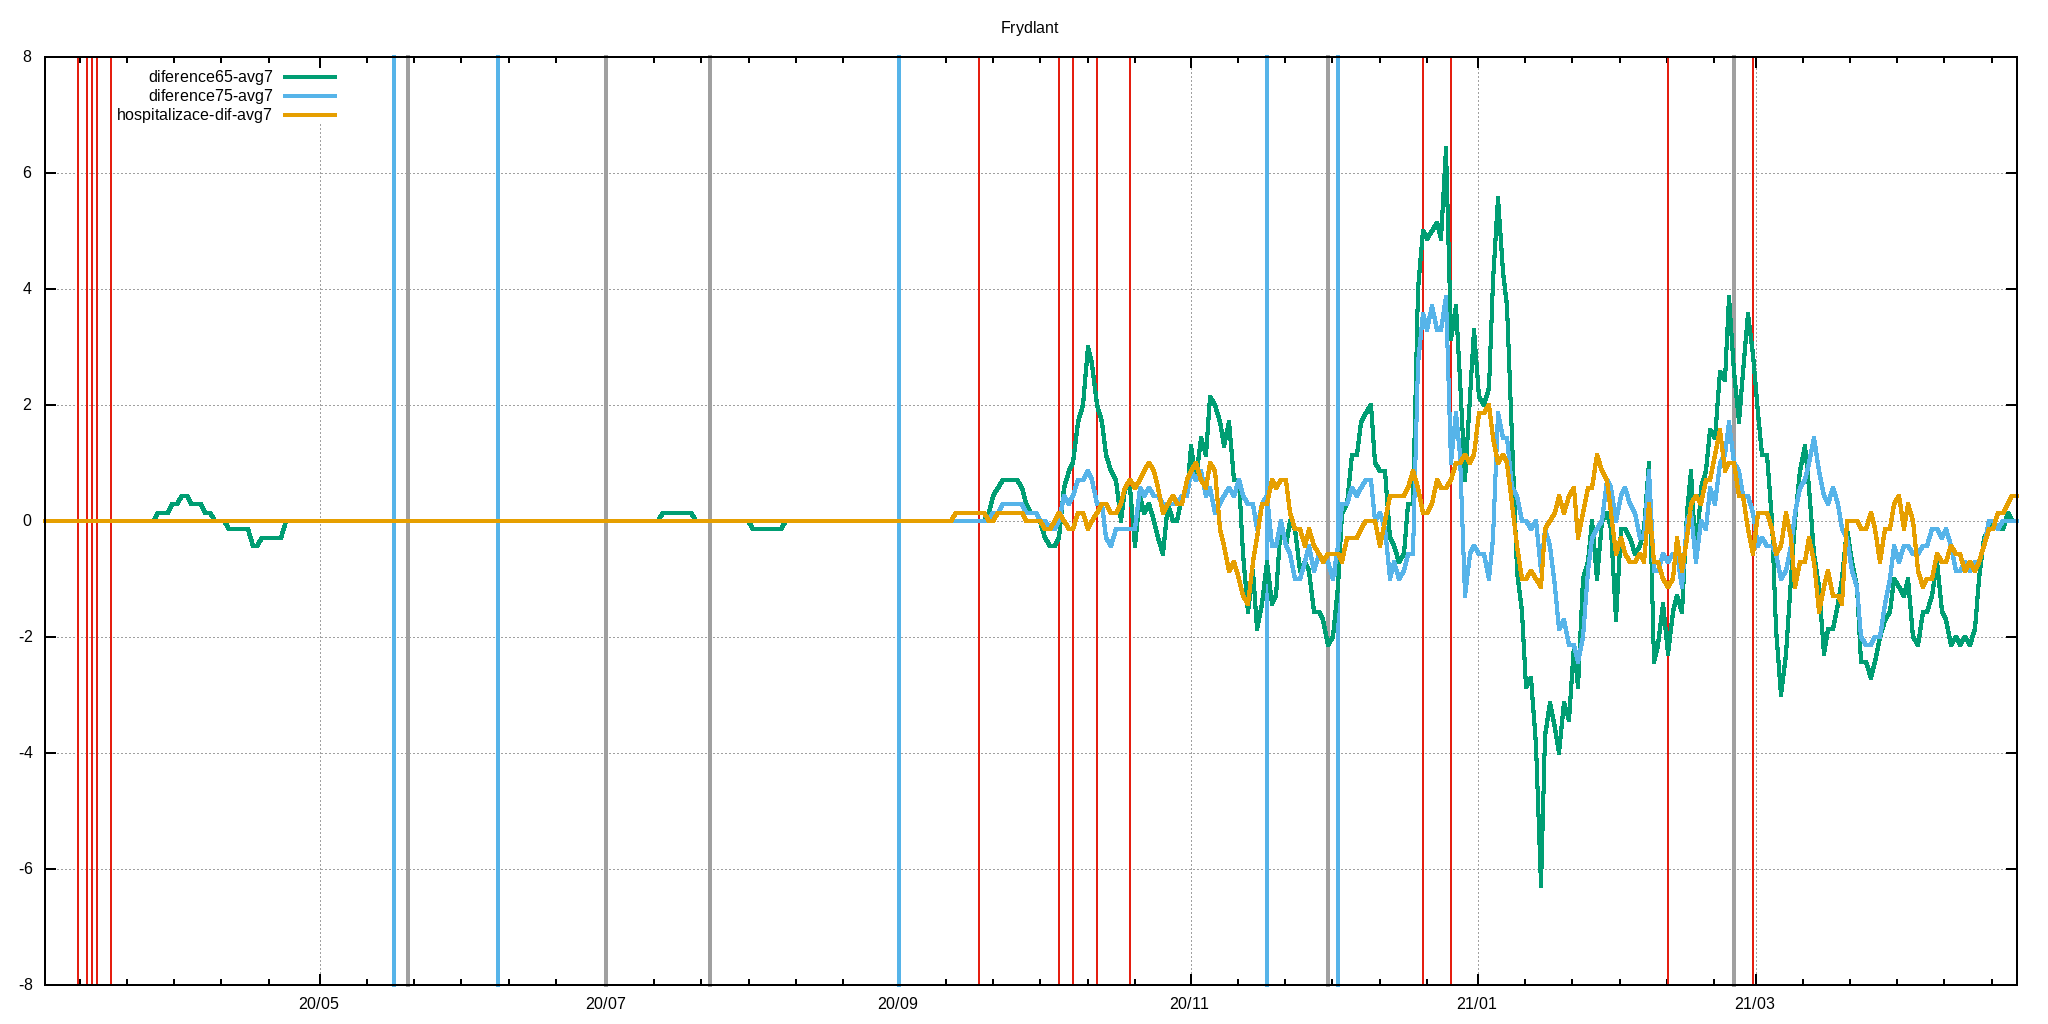 Frydlant
8
diference65-avg7
diference75-avg7
hospitalizace-dif-avg7
6
4
2
0
-2
-4
-6
-8
20/05 20/07 20/09 20/11 21/01 21/03